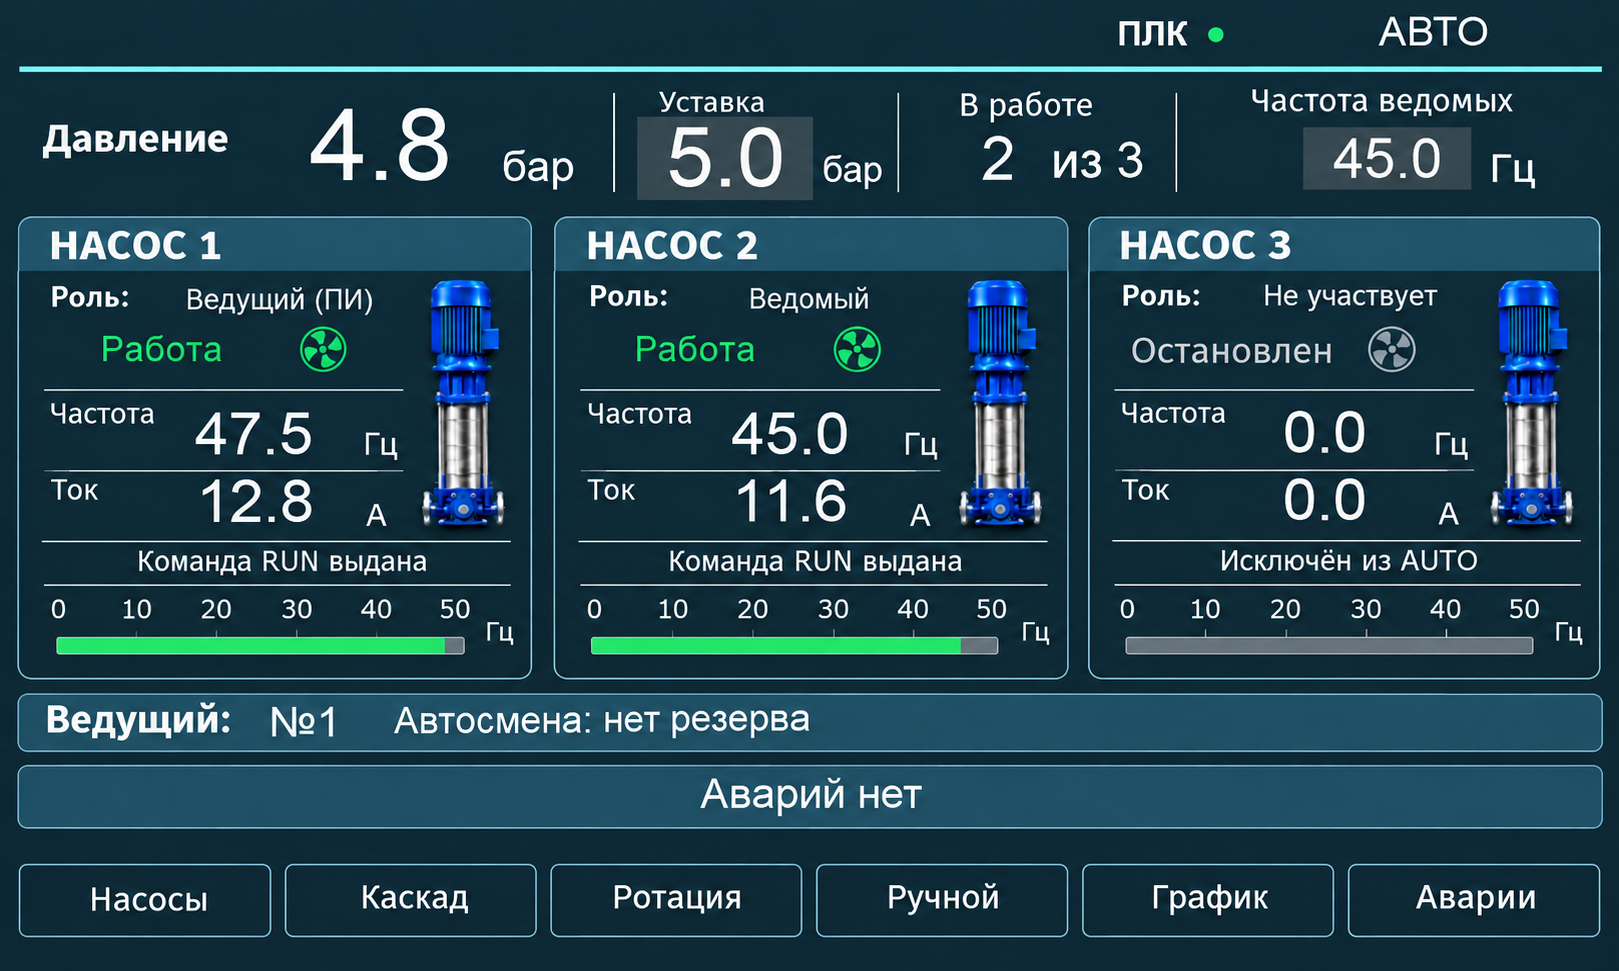 ПЛК АВТО
Давление 4.8 бар
Уставка
5.0 бар
В работе
2 из 3
Частота ведомых
45.0 Гц
НАСОС 1
Роль: Ведущий (ПИ)
Работа
Частота 47.5 Гц
Ток 12.8 А
Команда RUN выдана
0 10 20 30 40 50 Гц
НАСОС 2
Роль: Ведомый
Работа
Частота 45.0 Гц
Ток 11.6 А
Команда RUN выдана
0 10 20 30 40 50 Гц
НАСОС 3
Роль: Не участвует
Остановлен
Частота 0.0 Гц
Ток 0.0 А
Исключён из AUTO
0 10 20 30 40 50 Гц
Ведущий: №1 Автосмена: нет резерва
Аварий нет
Насосы Каскад Ротация Ручной График Аварии